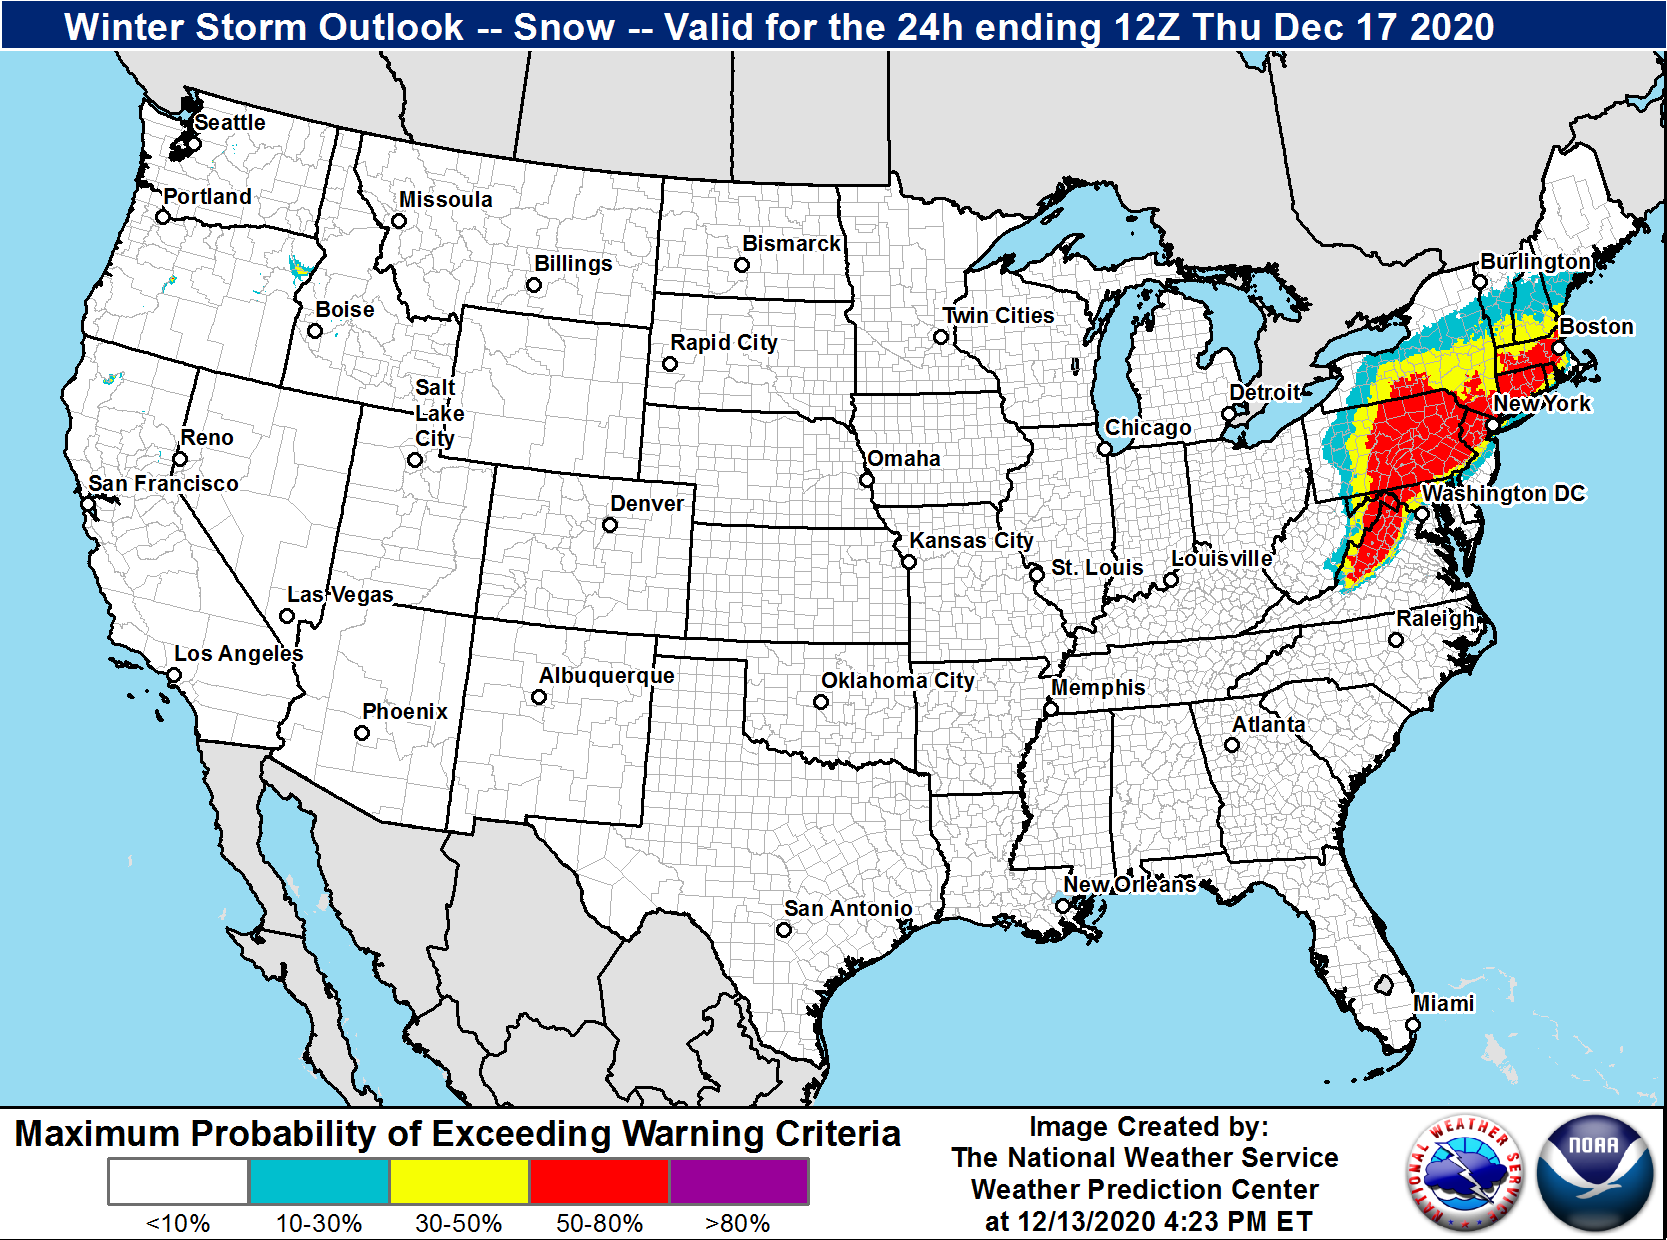 Winter Storm Outlook -- Snow -- Valid for the 24h ending 12Z Thu Dec 17 2020
Seattle
Portland
Missoula
Bismarck
Billings
Burlington
Boise
Twin Cities
Boston
Rapid City
Salt
Lake
City
Detroit
New York
Chicago
Reno
Omaha
San Francisco
Denver
Washington DC
Kansas City
St. Louis
Louisville
Las Vegas
Raleigh
Los Angeles
Albuquerque
Oklahoma City
Memphis
Phoenix
Atlanta
New Orleans
San Antonio
Miami
Maximum Probability of Exceeding Warning Criteria
<10% 10-30% 30-50% 50-80% >80%
Image Created by:
The National Weather Service
Weather Prediction Center
at 12/13/2020 4:23 PM ET
NATIONAL WEATHER SERVICE
NOAA